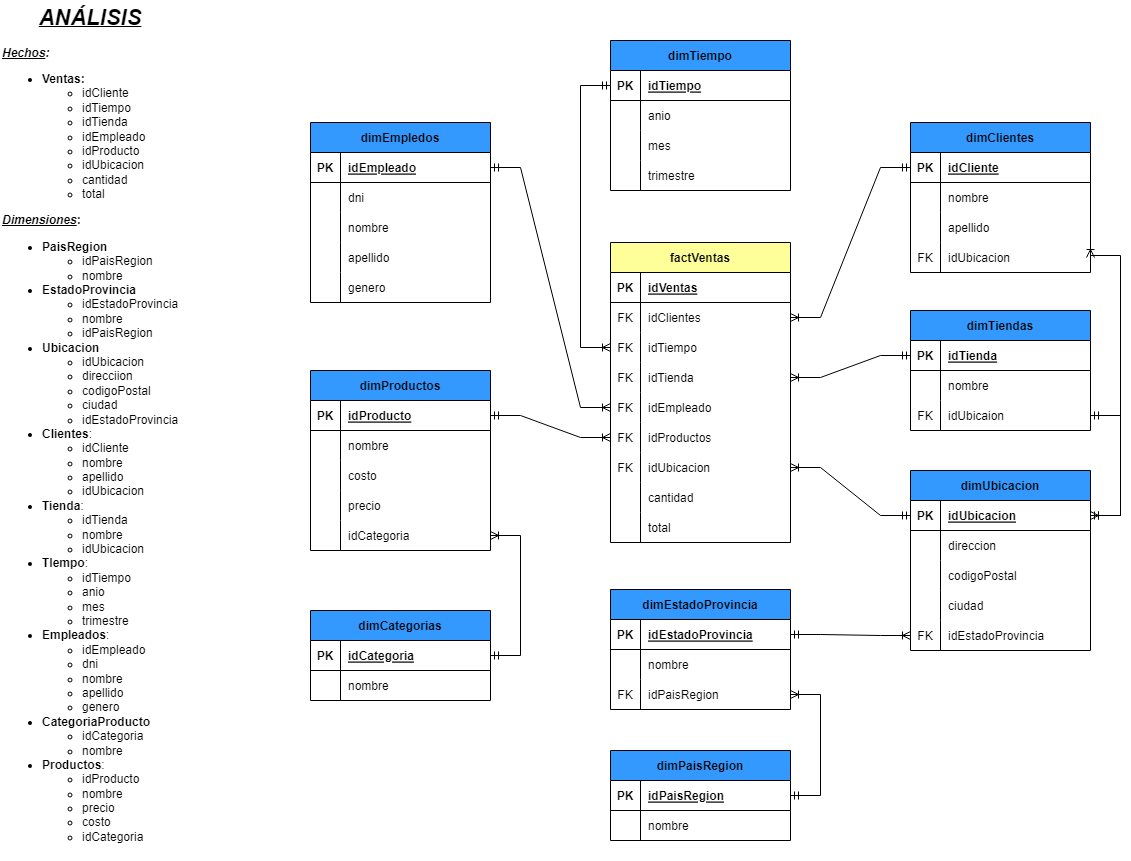 ANÁLISIS
Hechos:
Ventas:
idCliente
idTiempo
idTienda
idEmpleado
idProducto
idUbicacion
cantidad
total
Dimensiones:
PaisRegion
idPaisRegion
nombre
EstadoProvincia
idEstadoProvincia
nombre
idPaisRegion
Ubicacion
idUbicacion
direcciion
codigoPostal
ciudad
idEstadoProvincia
Clientes:
idCliente
nombre
apellido
idUbicacion
Tienda:
idTienda
nombre
idUbicacion
TIempo:
idTiempo
anio
mes
trimestre
Empleados:
idEmpleado
dni
nombre
apellido
genero
CategoriaProducto
idCategoria
nombre
Productos:
idProducto
nombre
precio
costo
idCategoria
dimEmpledos
PK idEmpleado
dni
nombre
apellido
genero
dimProductos
PK idProducto
nombre
costo
precio
idCategoria
dimCategorias
PK idCategoria
nombre
dimTiempo
PK idTiempo
anio
mes
trimestre
factVentas
PK idVentas
FK idClientes
FK idTiempo
FK idTienda
FK idEmpleado
FK idProductos
FK idUbicacion
cantidad
total
dimEstadoProvincia
PK idEstadoProvincia
nombre
FK idPaisRegion
dimPaisRegion
PK idPaisRegion
nombre
dimClientes
PK idCliente
nombre
apellido
FK idUbicacion
dimTiendas
PK idTienda
nombre
FK idUbicaion
dimUbicacion
PK idUbicacion
direccion
codigoPostal
ciudad
FK idEstadoProvincia